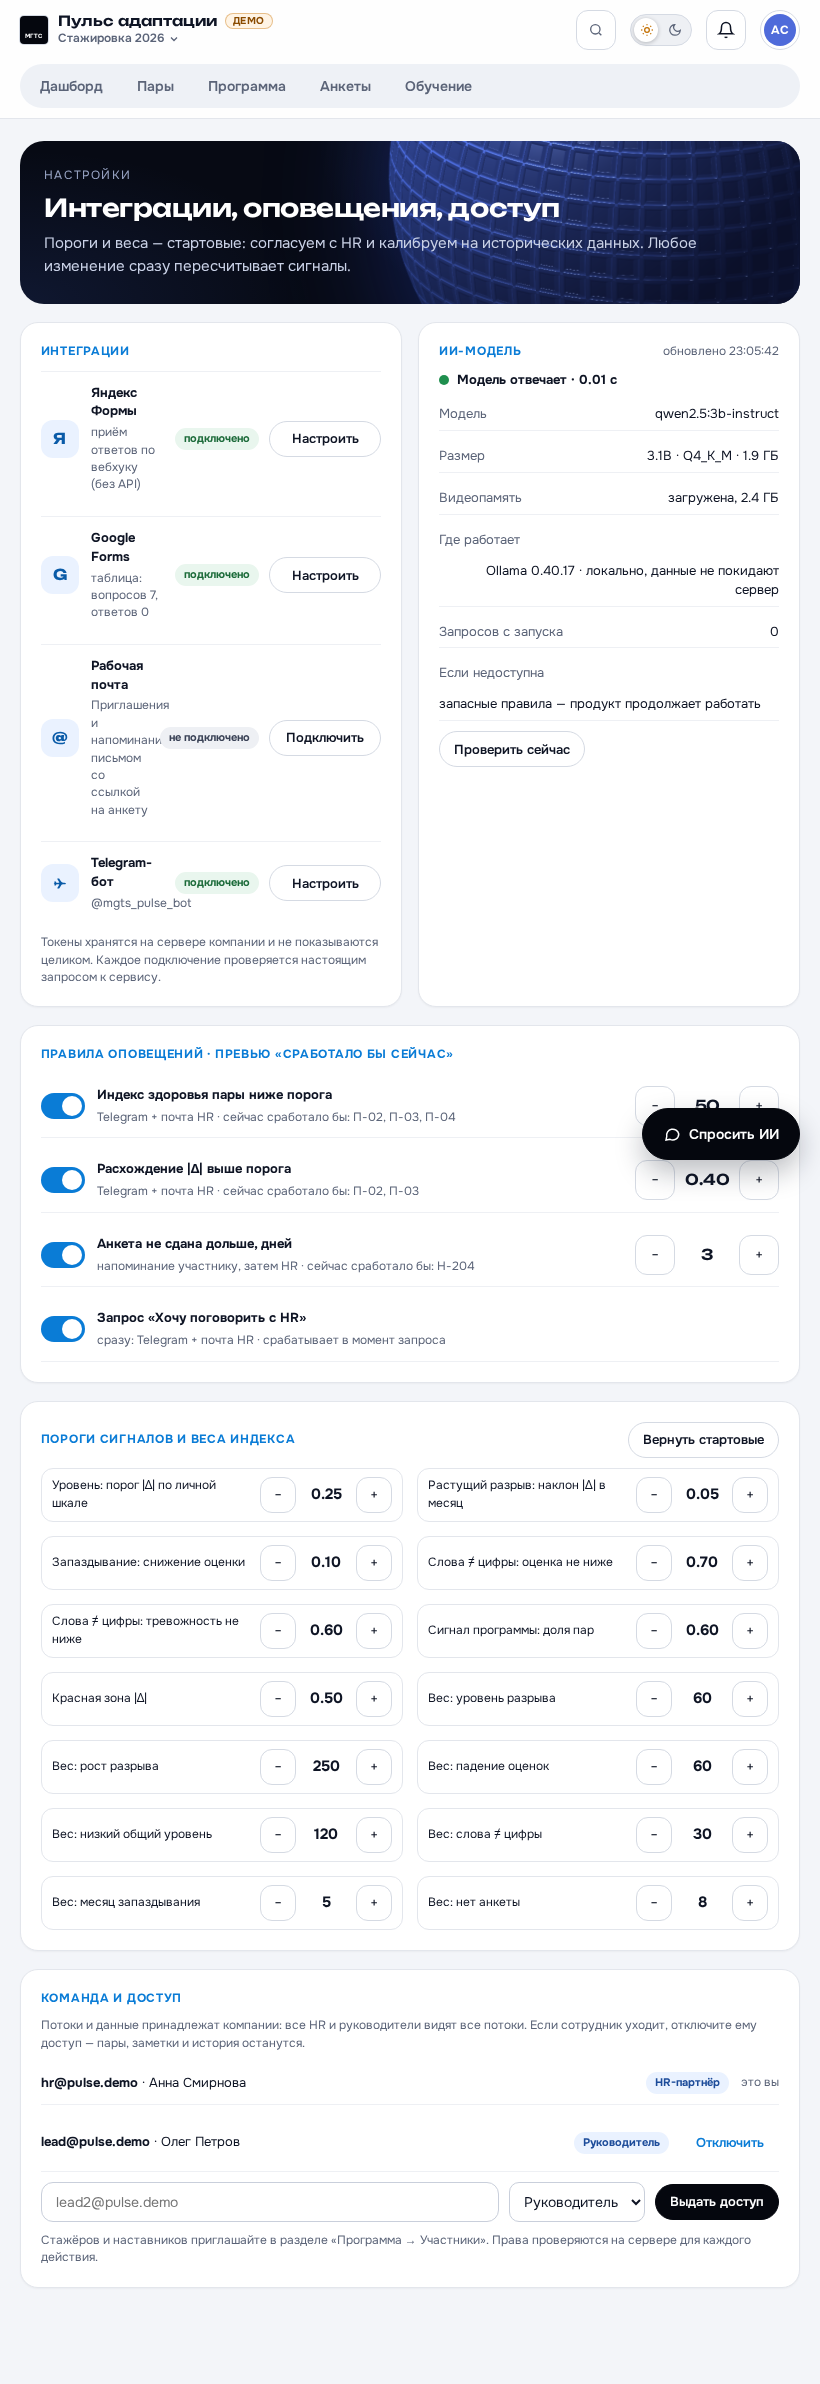 МГТС
Пульс адаптации ДЕМО
Стажировка 2026
АС
Дашборд Пары Программа Анкеты Обучение
НАСТРОЙКИ
Интеграции, оповещения, доступ
Пороги и веса — стартовые: согласуем с HR и калибруем на исторических данных. Любое
изменение сразу пересчитывает сигналы.
ИНТЕГРАЦИИ
Я
Яндекс
Формы
приём
ответов по
вебхуку
(без API)
подключено
Настроить
G
Google
Forms
таблица:
вопросов 7,
ответов 0
подключено
Настроить
@
Рабочая
почта
Приглашения
и
напоминани
письмом
со
ссылкой
на анкету
не подключено
Подключить
Telegram-
бот
@mgts_pulse_bot
подключено
Настроить
Токены хранятся на сервере компании и не показываются
целиком. Каждое подключение проверяется настоящим
запросом к сервису.
ИИ-МОДЕЛЬ обновлено 23:05:42
Модель отвечает · 0.01 с
Модель qwen2.5:3b-instruct
Размер 3.1B · Q4_K_M · 1.9 ГБ
Видеопамять загружена, 2.4 ГБ
Где работает
Ollama 0.40.17 · локально, данные не покидают
сервер
Запросов с запуска 0
Если недоступна
запасные правила — продукт продолжает работать
Проверить сейчас
ПРАВИЛА ОПОВЕЩЕНИЙ · ПРЕВЬЮ «СРАБОТАЛО БЫ СЕЙЧАС»
Индекс здоровья пары ниже порога
Telegram + почта HR · сейчас сработало бы: П-02, П-03, П-04
− 50 +
Спросить ИИ
Расхождение |Δ| выше порога
Telegram + почта HR · сейчас сработало бы: П-02, П-03
− 0.40 +
Анкета не сдана дольше, дней
напоминание участнику, затем HR · сейчас сработало бы: Н-204
− 3 +
Запрос «Хочу поговорить с HR»
сразу: Telegram + почта HR · срабатывает в момент запроса
ПОРОГИ СИГНАЛОВ И ВЕСА ИНДЕКСА Вернуть стартовые
Уровень: порог |Δ| по личной
шкале
− 0.25 +
Растущий разрыв: наклон |Δ| в
месяц
− 0.05 +
Запаздывание: снижение оценки − 0.10 +
Слова ≠ цифры: оценка не ниже − 0.70 +
Слова ≠ цифры: тревожность не
ниже
− 0.60 +
Сигнал программы: доля пар − 0.60 +
Красная зона |Δ| − 0.50 +
Вес: уровень разрыва − 60 +
Вес: рост разрыва − 250 +
Вес: падение оценок − 60 +
Вес: низкий общий уровень − 120 +
Вес: слова ≠ цифры − 30 +
Вес: месяц запаздывания − 5 +
Вес: нет анкеты − 8 +
КОМАНДА И ДОСТУП
Потоки и данные принадлежат компании: все HR и руководители видят все потоки. Если сотрудник уходит, отключите ему
доступ — пары, заметки и история останутся.
hr@pulse.demo · Анна Смирнова HR-партнёр это вы
lead@pulse.demo · Олег Петров Руководитель Отключить
lead2@pulse.demo Руководитель Выдать доступ
Стажёров и наставников приглашайте в разделе «Программа → Участники». Права проверяются на сервере для каждого
действия.